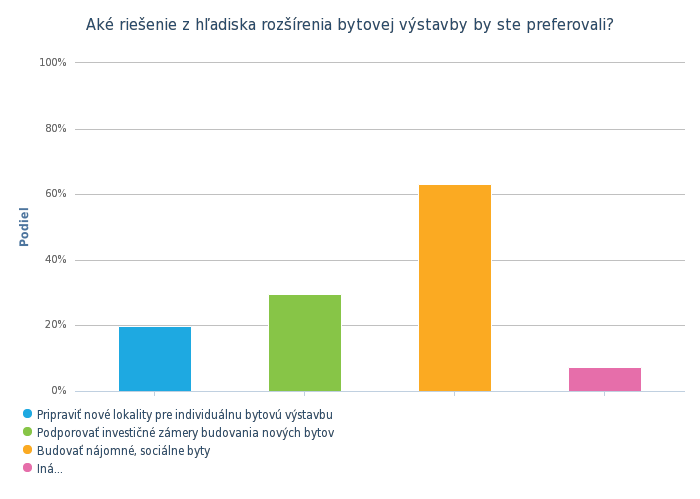 Aké riešenie z hľadiska rozšírenia bytovej výstavby by ste preferovali?
100%
80%
60%
40%
20%
0%
Podiel
Pripraviť nové lokality pre individuálnu bytovú výstavbu
Podporovať investičné zámery budovania nových bytov
Budovať nájomné, sociálne byty
Iná...